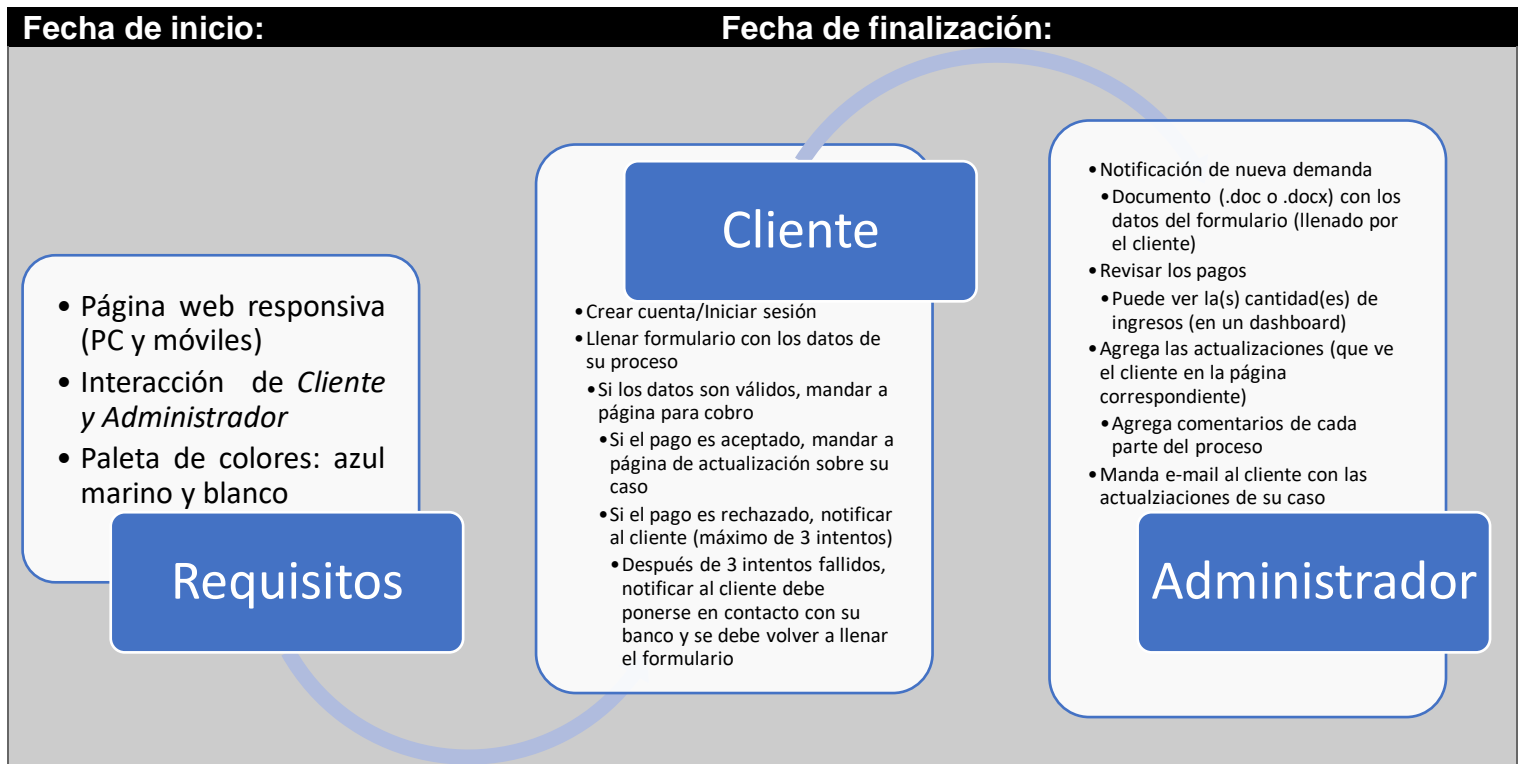 Fecha de inicio:
Fecha de finalización:
• Página web responsiva
(PC y móviles)
• Interacción de Cliente
y Administrador
• Paleta de colores: azul
marino y blanco
Requisitos
Cliente
• Crear cuenta/Iniciar sesión
• Llenar formulario con los datos de
su proceso
• Si los datos son válidos, mandar a
página para cobro
• Si el pago es aceptado, mandar a
página de actualización sobre su
caso
• Si el pago es rechazado, notificar
al cliente (máximo de 3 intentos)
• Después de 3 intentos fallidos,
notificar al cliente debe
ponerse en contacto con su
banco y se debe volver a llenar
el formulario
• Notificación de nueva demanda
• Documento (.doc o .docx) con los
datos del formulario (llenado por
el cliente)
• Revisar los pagos
• Puede ver la(s) cantidad(es) de
ingresos (en un dashboard)
• Agrega las actualizaciones (que ve
el cliente en la página
correspondiente)
• Agrega comentarios de cada
parte del proceso
• Manda e-mail al cliente con las
actualziaciones de su caso
Administrador